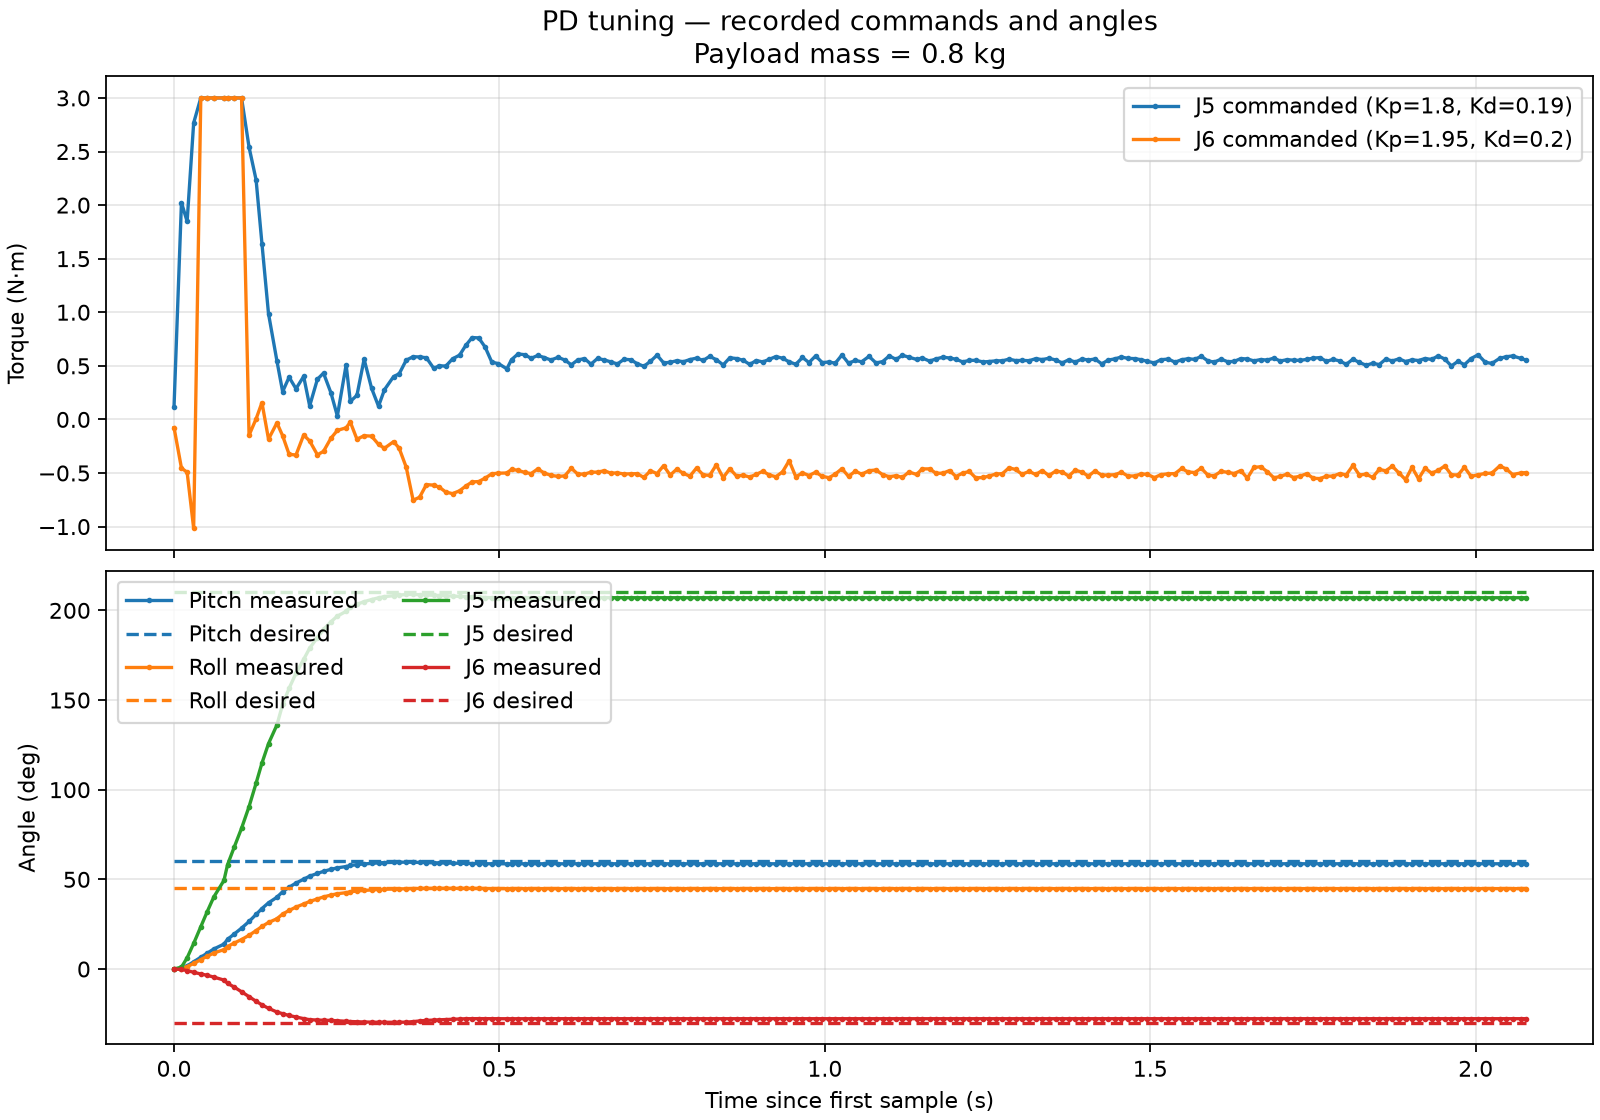 PD tuning — recorded commands and angles
Payload mass = 0.8 kg
Torque (N·m)
3.0
2.5
2.0
1.5
1.0
0.5
0.0
−0.5
−1.0
J5 commanded (Kp=1.8, Kd=0.19)
J6 commanded (Kp=1.95, Kd=0.2)
Angle (deg)
200
150
100
50
0
Pitch measured
Pitch desired
Roll measured
Roll desired
J5 measured
J5 desired
J6 measured
J6 desired
0.0 0.5 1.0 1.5 2.0
Time since first sample (s)